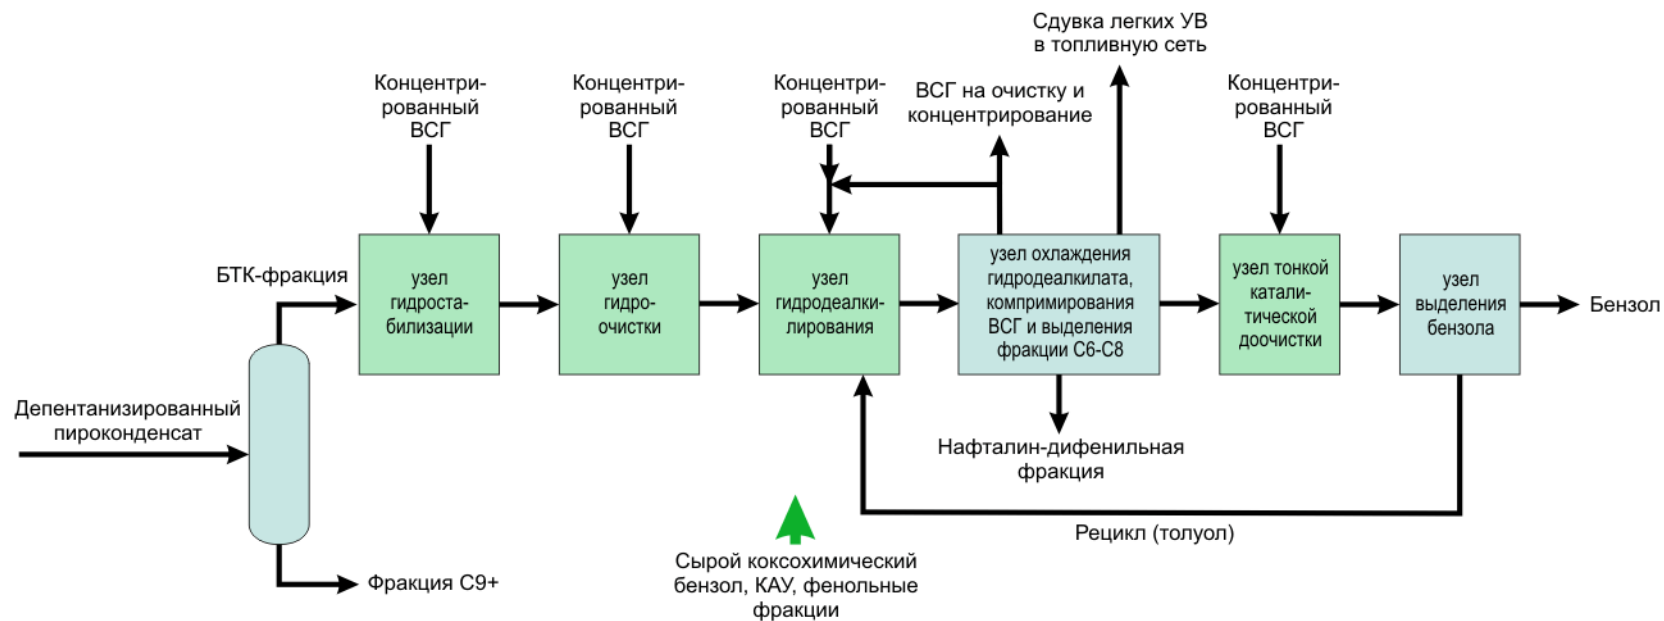 Сдувка легких УВ
в топливную сеть
Концентри-
рованный
ВСГ
Концентри-
рованный
ВСГ
Концентри-
рованный
ВСГ
ВСГ на очистку и
концентрирование
Концентри-
рованный
ВСГ
БТК-фракция
узел
гидроста-
билизации
узел
гидро-
очистки
узел
гидродеалки-
лирования
узел охлаждения
гидродеалкилата,
компримирования
ВСГ и выделения
фракции С6-С8
узел тонкой
катали-
тической
доочистки
узел
выделения
бензола
Бензол
Депентанизированный
пироконденсат
Нафталин-дифенильная
фракция
Рецикл (толуол)
Сырой коксохимический
бензол, КАУ, фенольные
фракции
Фракция С9+